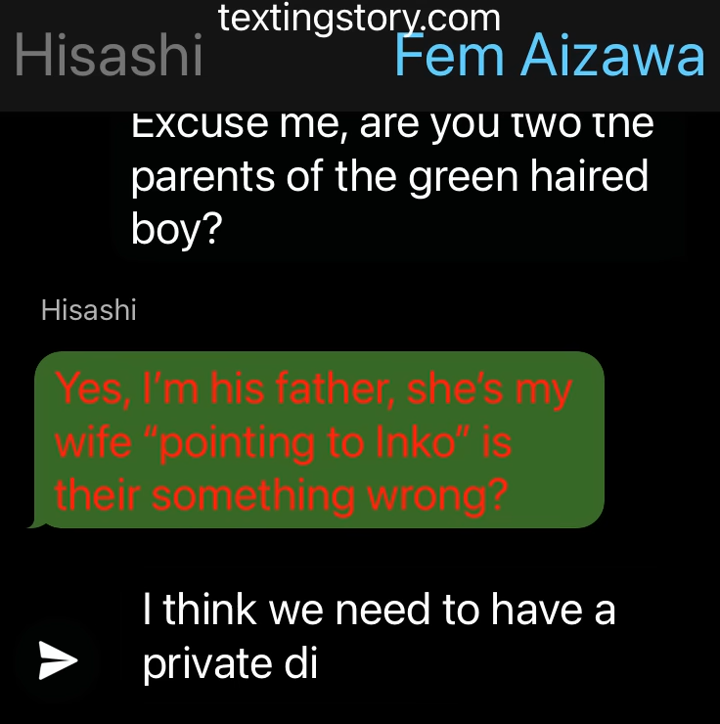 textingstory.com
Hisashi
Fem Aizawa
Excuse me, are you two the
parents of the green haired
boy?
Hisashi
Yes, I’m his father, she’s my
wife “pointing to Inko” is
their something wrong?
I think we need to have a
private di